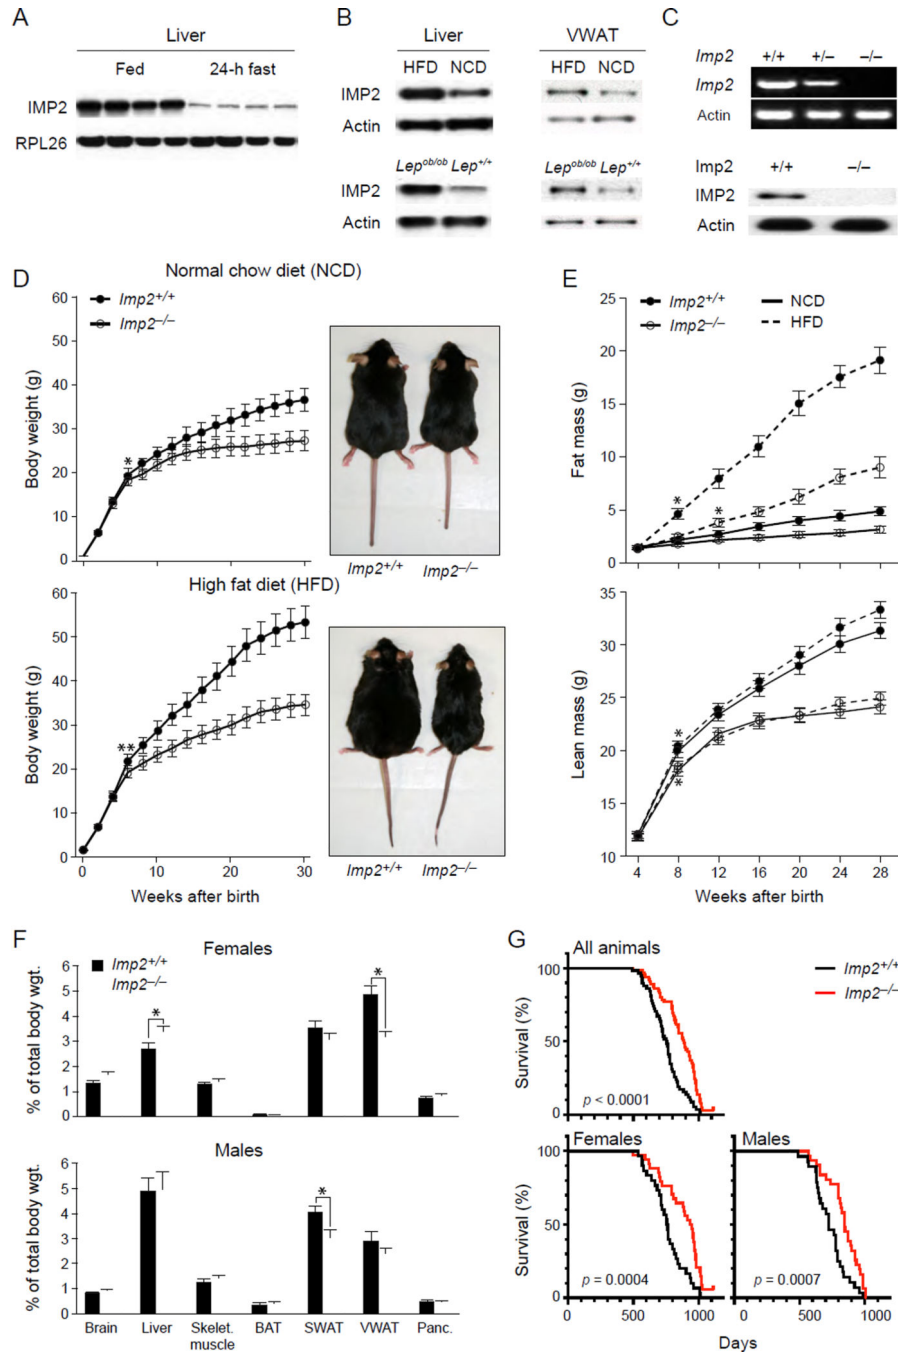 A
Liver
Fed 24-h fast
IMP2
RPL26
B
Liver VWAT
HFD NCD HFD NCD
IMP2
Actin
Lep^ob/ob Lep^+/+ Lep^ob/ob Lep^+/+
IMP2
Actin
C
Imp2 +/+ +/– –/–
Imp2
Actin
Imp2 +/+ –/–
IMP2
Actin
D
Normal chow diet (NCD)
Imp2+/+
Imp2–/–
Body weight (g)
60
50
40
30
20
10
0
*
Imp2+/+ Imp2–/–
High fat diet (HFD)
Body weight (g)
60
50
40
30
20
10
0
**
0 10 20 30
Weeks after birth
Imp2+/+ Imp2–/–
E
Imp2+/+ NCD
Imp2–/– HFD
Fat mass (g)
25
20
15
10
5
0
* *
Lean mass (g)
30
25
20
15
10
*
*
4 8 12 16 20 24 28
Weeks after birth
F
Females
Imp2+/+
Imp2–/–
% of total body wgt.
6
5
4
3
2
1
0
* *
Males
% of total body wgt.
6
5
4
3
2
1
0
*
Brain Liver Skelet. muscle BAT SWAT VWAT Panc.
G
All animals
Imp2+/+
Imp2–/–
Survival (%)
100
50
0
p < 0.0001
Females Males
Survival (%)
100
50
0
p = 0.0004 p = 0.0007
0 500 1000 0 500 1000
Days